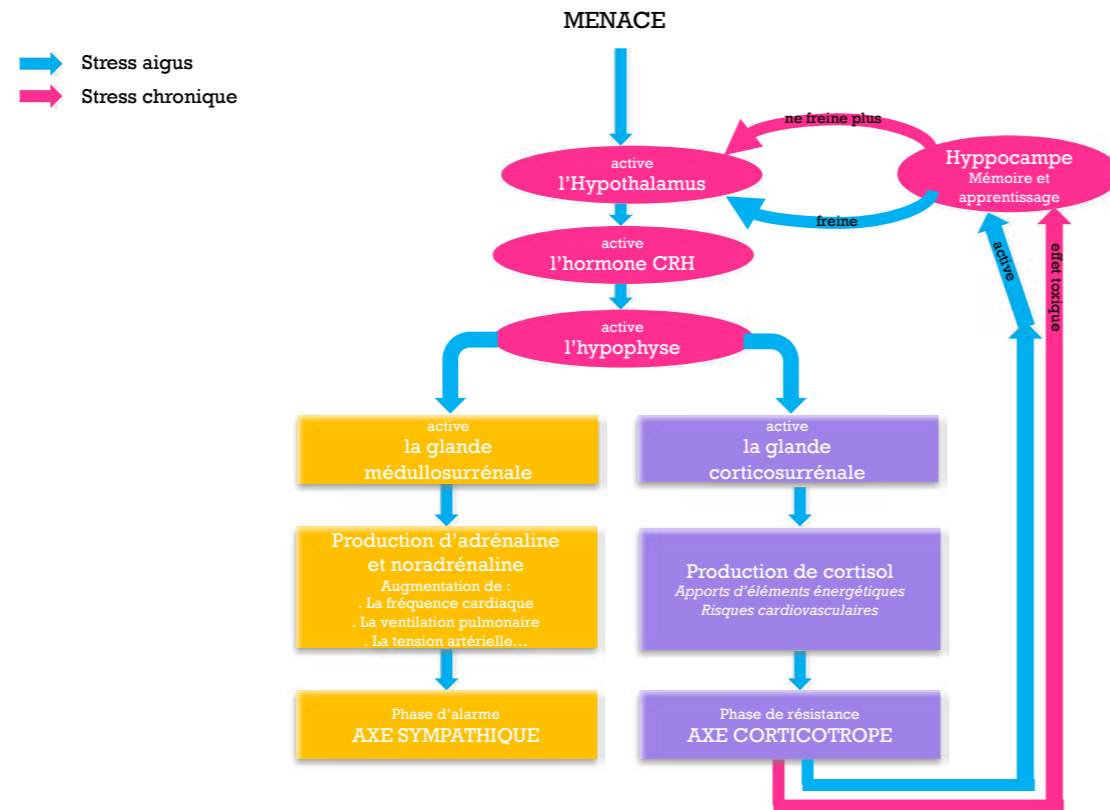 MENACE
Stress aigus
Stress chronique
ne freine plus
active
l'Hypothalamus
Hyppocampe
Mémoire et
apprentissage
freine
active
l'hormone CRH
active
effet toxique
active
l'hypophyse
active
la glande
médullosurrénale
active
la glande
corticosurrénale
Production d'adrénaline
et noradrénaline
Augmentation de :
. La fréquence cardiaque
. La ventilation pulmonaire
. La tension artérielle...
Production de cortisol
Apports d'éléments énergétiques
Risques cardiovasculaires
Phase d'alarme
AXE SYMPATHIQUE
Phase de résistance
AXE CORTICOTROPE